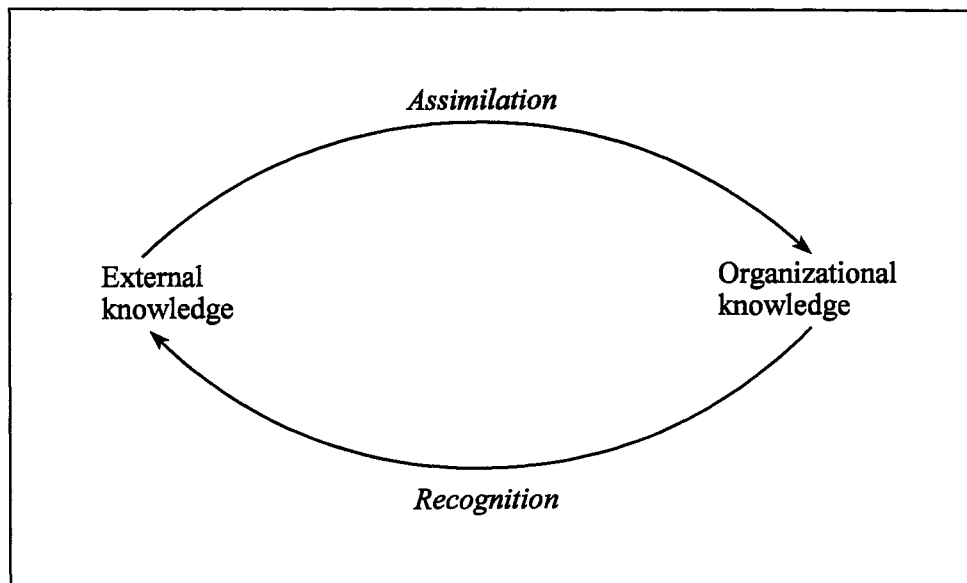 Assimilation
External
knowledge
Organizational
knowledge
Recognition